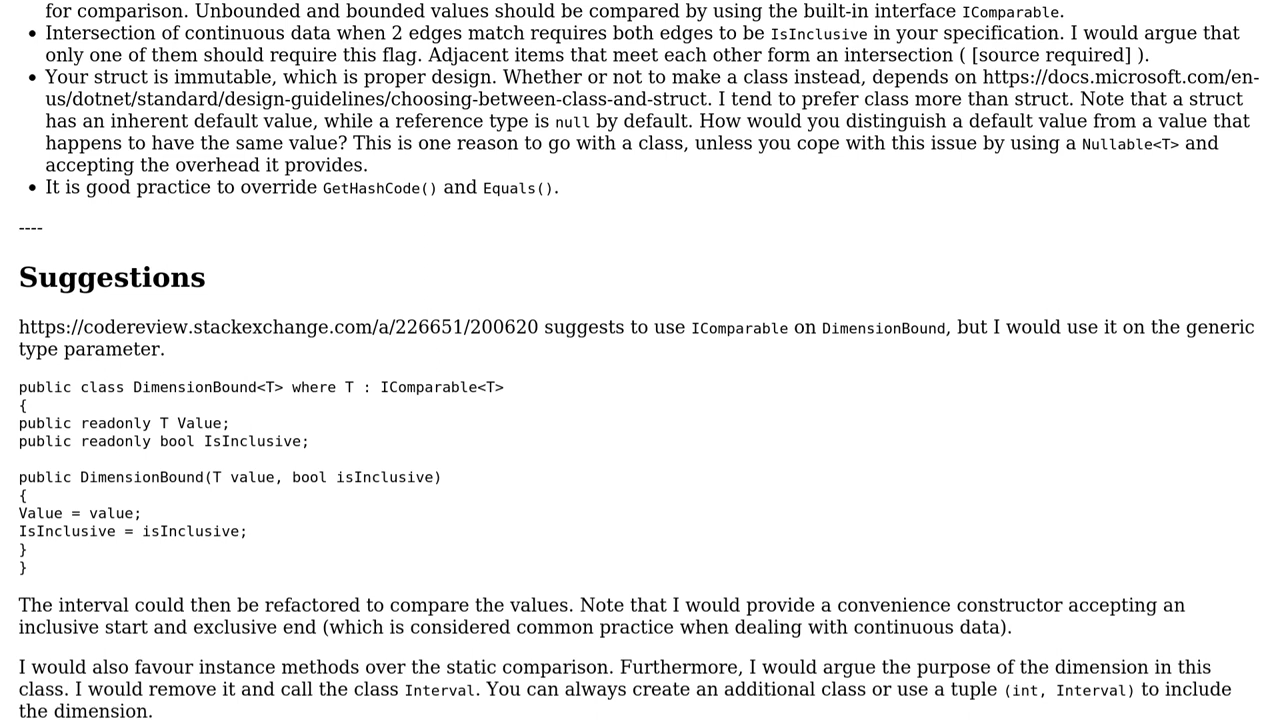 for comparison. Unbounded and bounded values should be compared by using the built-in interface IComparable.
• Intersection of continuous data when 2 edges match requires both edges to be IsInclusive in your specification. I would argue that
only one of them should require this flag. Adjacent items that meet each other form an intersection ( [source required] ).
• Your struct is immutable, which is proper design. Whether or not to make a class instead, depends on https://docs.microsoft.com/en-
us/dotnet/standard/design-guidelines/choosing-between-class-and-struct. I tend to prefer class more than struct. Note that a struct
has an inherent default value, while a reference type is null by default. How would you distinguish a default value from a value that
happens to have the same value? This is one reason to go with a class, unless you cope with this issue by using a Nullable<T> and
accepting the overhead it provides.
• It is good practice to override GetHashCode() and Equals().
----
Suggestions
https://codereview.stackexchange.com/a/226651/200620 suggests to use IComparable on DimensionBound, but I would use it on the generic
type parameter.
public class DimensionBound<T> where T : IComparable<T>
{
public readonly T Value;
public readonly bool IsInclusive;
public DimensionBound(T value, bool isInclusive)
{
Value = value;
IsInclusive = isInclusive;
}
}
The interval could then be refactored to compare the values. Note that I would provide a convenience constructor accepting an
inclusive start and exclusive end (which is considered common practice when dealing with continuous data).
I would also favour instance methods over the static comparison. Furthermore, I would argue the purpose of the dimension in this
class. I would remove it and call the class Interval. You can always create an additional class or use a tuple (int, Interval) to include
the dimension.